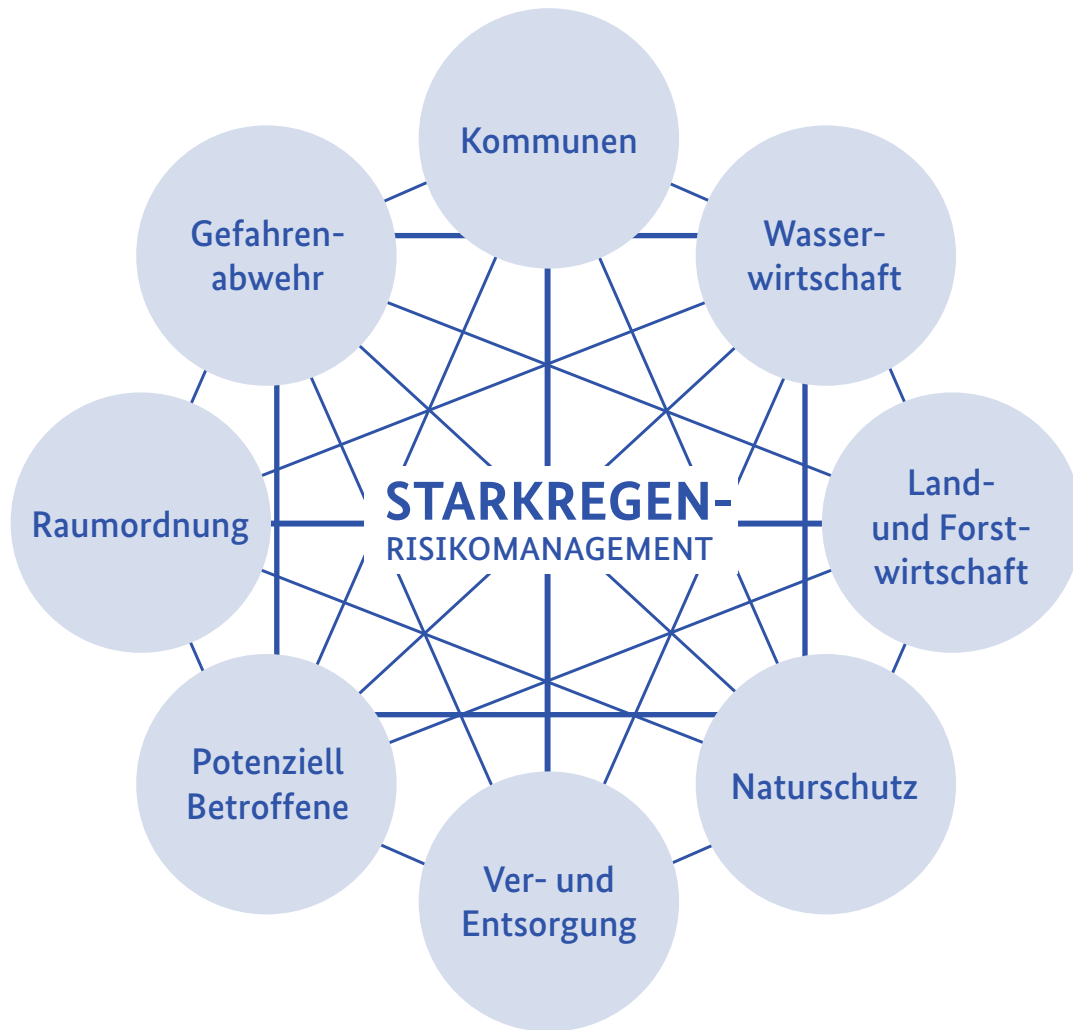 Kommunen
Gefahren-
abwehr
Wasser-
wirtschaft
Raumordnung
STARKREGEN-
RISIKOMANAGEMENT
Land-
und Forst-
wirtschaft
Potenziell
Betroffene
Naturschutz
Ver- und
Entsorgung